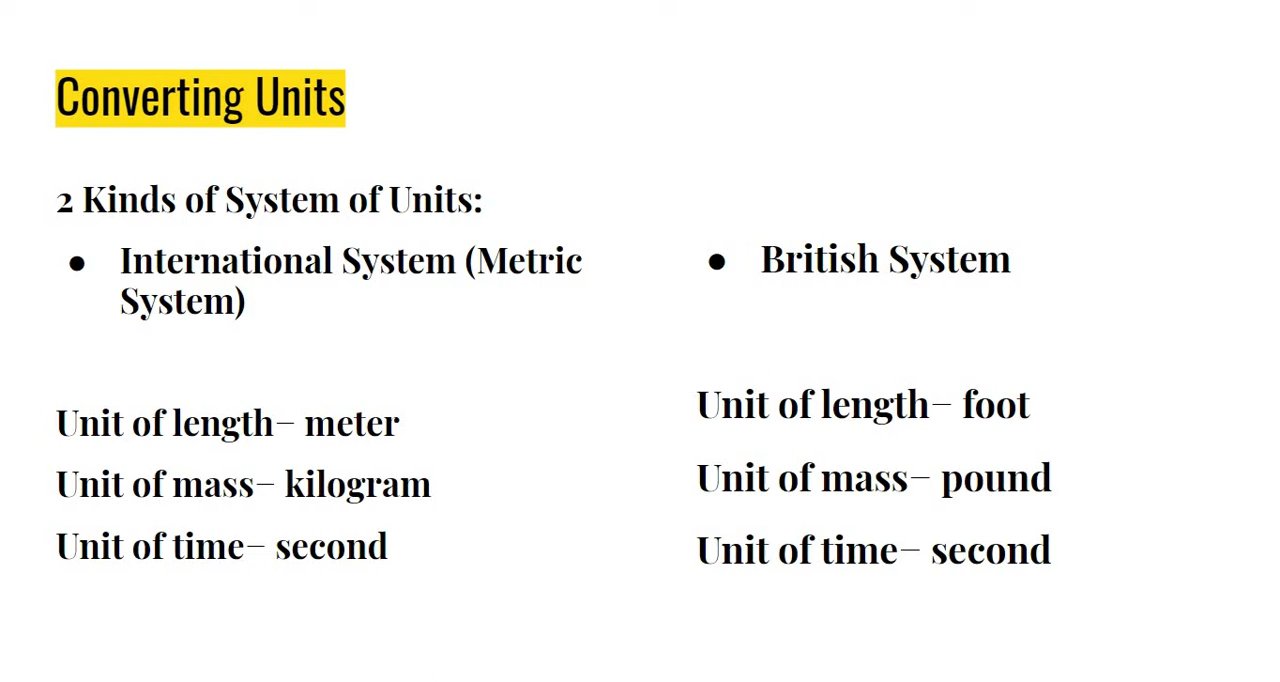 Converting Units
2 Kinds of System of Units:
● International System (Metric
System)
Unit of length– meter
Unit of mass– kilogram
Unit of time– second
● British System
Unit of length– foot
Unit of mass– pound
Unit of time– second